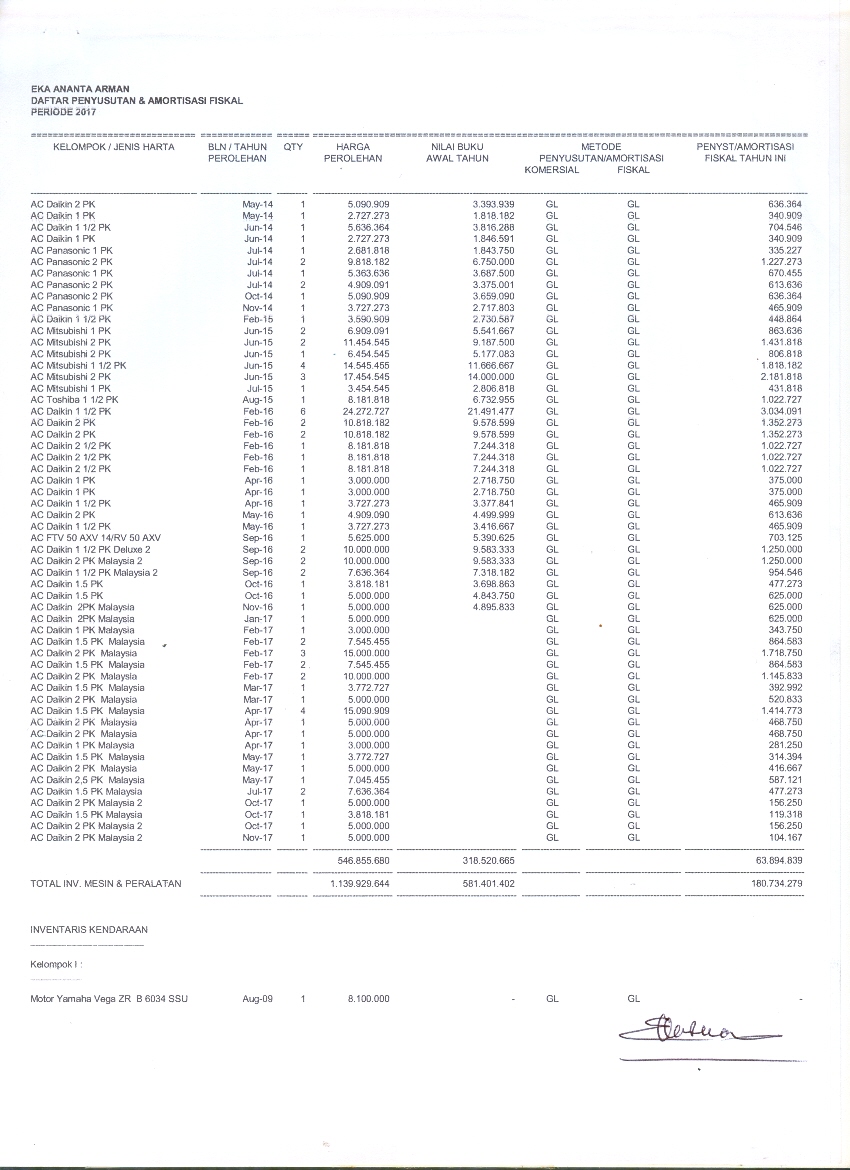 EKA ANANTA ARMAN
DAFTAR PENYUSUTAN & AMORTISASI FISKAL
PERIODE 2017
KELOMPOK / JENIS HARTA BLN / TAHUN QTY HARGA NILAI BUKU METODE PENYST/AMORTISASI
PEROLEHAN PEROLEHAN AWAL TAHUN PENYUSUTAN/AMORTISASI FISKAL TAHUN INI
KOMERSIAL FISKAL
AC Daikin 2 PK May-14 1 5.090.909 3.393.939 GL GL 636.364
AC Daikin 1 PK May-14 1 2.727.273 1.818.182 GL GL 340.909
AC Daikin 1 1/2 PK Jun-14 1 5.636.364 3.816.288 GL GL 704.546
AC Daikin 1 PK Jun-14 1 2.727.273 1.846.591 GL GL 340.909
AC Panasonic 1 PK Jul-14 1 2.681.818 1.843.750 GL GL 335.227
AC Panasonic 2 PK Jul-14 2 9.818.182 6.750.000 GL GL 1.227.273
AC Panasonic 1 PK Jul-14 1 5.363.636 3.687.500 GL GL 670.455
AC Panasonic 2 PK Jul-14 2 4.909.091 3.375.001 GL GL 613.636
AC Panasonic 2 PK Oct-14 1 5.090.909 3.659.090 GL GL 636.364
AC Panasonic 1 PK Nov-14 1 3.727.273 2.717.803 GL GL 465.909
AC Daikin 1 1/2 PK Feb-15 1 3.590.909 2.730.587 GL GL 448.864
AC Mitsubishi 1 PK Jun-15 2 6.909.091 5.541.667 GL GL 863.636
AC Mitsubishi 2 PK Jun-15 2 11.454.545 9.187.500 GL GL 1.431.818
AC Mitsubishi 2 PK Jun-15 1 6.454.545 5.177.083 GL GL 806.818
AC Mitsubishi 1 1/2 PK Jun-15 4 14.545.455 11.666.667 GL GL 1.818.182
AC Mitsubishi 2 PK Jun-15 3 17.454.545 14.000.000 GL GL 2.181.818
AC Mitsubishi 1 PK Jul-15 1 3.454.545 2.806.818 GL GL 431.818
AC Toshiba 1 1/2 PK Aug-15 1 8.181.818 6.732.955 GL GL 1.022.727
AC Daikin 1 1/2 PK Feb-16 6 24.272.727 21.491.477 GL GL 3.034.091
AC Daikin 2 PK Feb-16 2 10.818.182 9.578.599 GL GL 1.352.273
AC Daikin 2 PK Feb-16 2 10.818.182 9.578.599 GL GL 1.352.273
AC Daikin 2 1/2 PK Feb-16 1 8.181.818 7.244.318 GL GL 1.022.727
AC Daikin 2 1/2 PK Feb-16 1 8.181.818 7.244.318 GL GL 1.022.727
AC Daikin 2 1/2 PK Feb-16 1 8.181.818 7.244.318 GL GL 1.022.727
AC Daikin 1 PK Apr-16 1 3.000.000 2.718.750 GL GL 375.000
AC Daikin 1 PK Apr-16 1 3.000.000 2.718.750 GL GL 375.000
AC Daikin 1 1/2 PK Apr-16 1 3.727.273 3.377.841 GL GL 465.909
AC Daikin 2 PK May-16 1 4.909.090 4.499.999 GL GL 613.636
AC Daikin 1 1/2 PK May-16 1 3.727.273 3.416.667 GL GL 465.909
AC FTV 50 AXV 14/RV 50 AXV Sep-16 1 5.625.000 5.390.625 GL GL 703.125
AC Daikin 1 1/2 PK Deluxe 2 Sep-16 2 10.000.000 9.583.333 GL GL 1.250.000
AC Daikin 2 PK Malaysia 2 Sep-16 2 10.000.000 9.583.333 GL GL 1.250.000
AC Daikin 1 1/2 PK Malaysia 2 Sep-16 2 7.636.364 7.318.182 GL GL 954.546
AC Daikin 1.5 PK Oct-16 1 3.818.181 3.698.863 GL GL 477.273
AC Daikin 1.5 PK Oct-16 1 5.000.000 4.843.750 GL GL 625.000
AC Daikin 2PK Malaysia Nov-16 1 5.000.000 4.895.833 GL GL 625.000
AC Daikin 2PK Malaysia Jan-17 1 5.000.000 GL GL 625.000
AC Daikin 1 PK Malaysia Feb-17 1 3.000.000 GL GL 343.750
AC Daikin 1.5 PK Malaysia Feb-17 2 7.545.455 GL GL 864.583
AC Daikin 2 PK Malaysia Feb-17 3 15.000.000 GL GL 1.718.750
AC Daikin 1.5 PK Malaysia Feb-17 2 7.545.455 GL GL 864.583
AC Daikin 2 PK Malaysia Feb-17 2 10.000.000 GL GL 1.145.833
AC Daikin 1.5 PK Malaysia Mar-17 1 3.772.727 GL GL 392.992
AC Daikin 2 PK Malaysia Mar-17 1 5.000.000 GL GL 520.833
AC Daikin 1.5 PK Malaysia Apr-17 4 15.090.909 GL GL 1.414.773
AC Daikin 2 PK Malaysia Apr-17 1 5.000.000 GL GL 468.750
AC Daikin 2 PK Malaysia Apr-17 1 5.000.000 GL GL 468.750
AC Daikin 1 PK Malaysia Apr-17 1 3.000.000 GL GL 281.250
AC Daikin 1.5 PK Malaysia May-17 1 3.772.727 GL GL 314.394
AC Daikin 2 PK Malaysia May-17 1 5.000.000 GL GL 416.667
AC Daikin 2,5 PK Malaysia May-17 1 7.045.455 GL GL 587.121
AC Daikin 1.5 PK Malaysia Jul-17 2 7.636.364 GL GL 477.273
AC Daikin 2 PK Malaysia 2 Oct-17 1 5.000.000 GL GL 156.250
AC Daikin 1.5 PK Malaysia Oct-17 1 3.818.181 GL GL 119.318
AC Daikin 2 PK Malaysia 2 Oct-17 1 5.000.000 GL GL 156.250
AC Daikin 2 PK Malaysia 2 Nov-17 1 5.000.000 GL GL 104.167
546.855.680 318.520.665 63.894.839
TOTAL INV. MESIN & PERALATAN 1.139.929.644 581.401.402 - 180.734.279
INVENTARIS KENDARAAN
Kelompok I :
Motor Yamaha Vega ZR B 6034 SSU Aug-09 1 8.100.000 - GL GL -